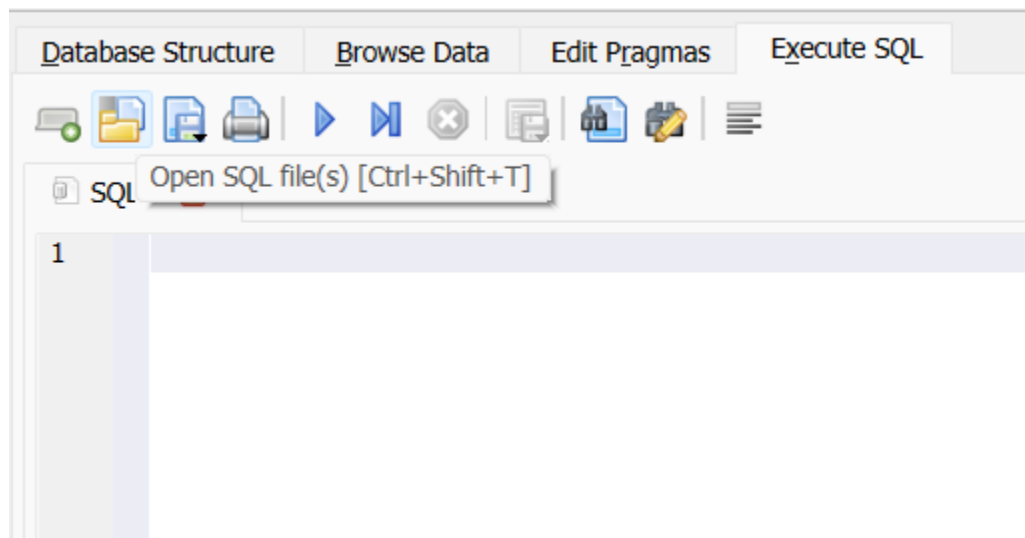 Database Structure Browse Data Edit Pragmas Execute SQL
Open SQL file(s) [Ctrl+Shift+T]
SQL
1